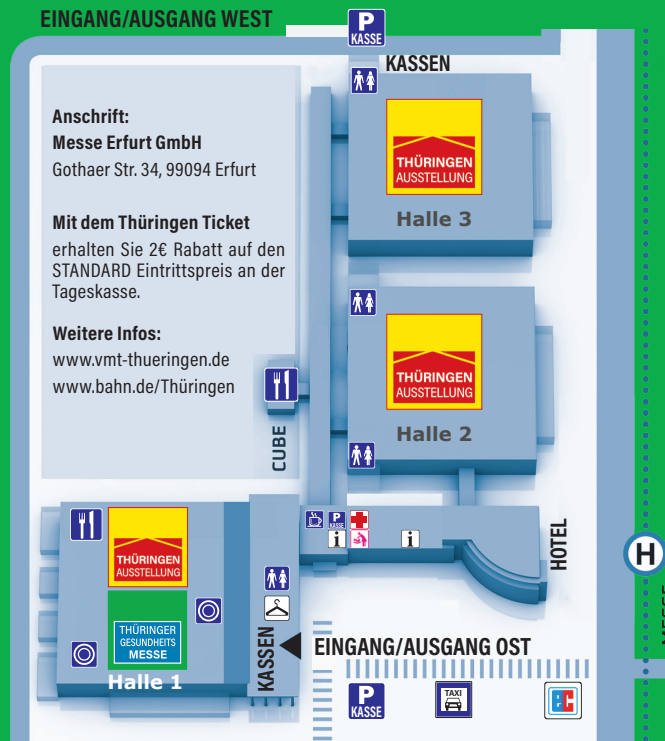 EINGANG/AUSGANG WEST
P
KASSE
KASSEN
Anschrift:
Messe Erfurt GmbH
Gothaer Str. 34, 99094 Erfurt
Mit dem Thüringen Ticket
erhalten Sie 2€ Rabatt auf den
STANDARD Eintrittspreis an der
Tageskasse.
Weitere Infos:
www.vmt-thueringen.de
www.bahn.de/Thüringen
THÜRINGEN
AUSSTELLUNG
Halle 3
THÜRINGEN
AUSSTELLUNG
Halle 2
CUBE
P
KASSE
i
i
HOTEL
H
MESSE
THÜRINGEN
AUSSTELLUNG
THÜRINGER
GESUNDHEITS
MESSE
Halle 1
KASSEN
EINGANG/AUSGANG OST
P
KASSE
TAXI
EC